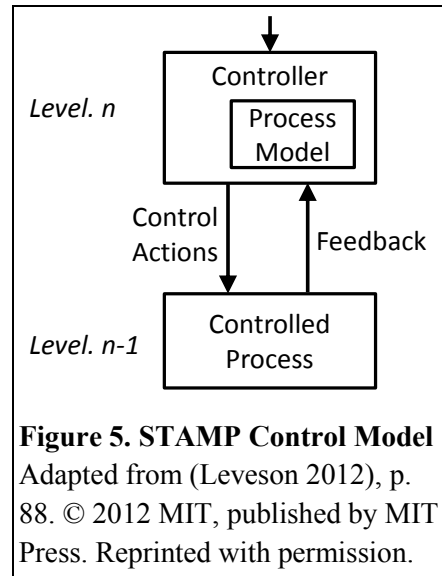 Controller
Level. n
Process
Model
Control
Actions
Feedback
Controlled
Process
Level. n-1
Figure 5. STAMP Control Model
Adapted from (Leveson 2012), p.
88. © 2012 MIT, published by MIT
Press. Reprinted with permission.